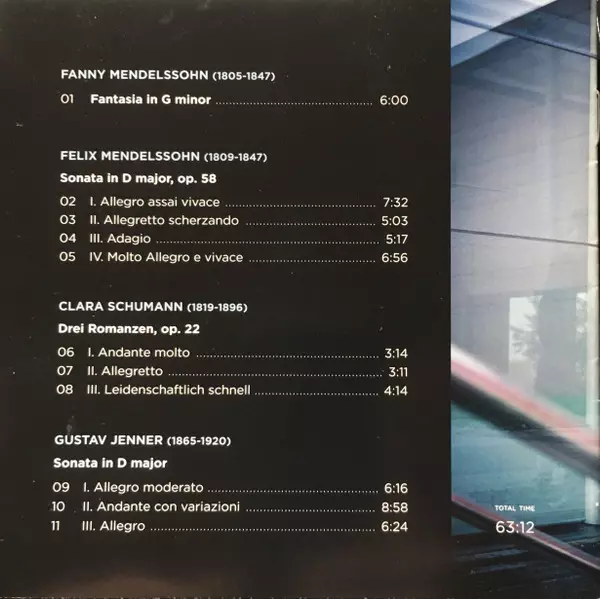 FANNY MENDELSSOHN (1805-1847)
01 Fantasia in G minor 6:00
FELIX MENDELSSOHN (1809-1847)
Sonata in D major, op. 58
02 I. Allegro assai vivace 7:32
03 II. Allegretto scherzando 5:03
04 III. Adagio 5:17
05 IV. Molto Allegro e vivace 6:56
CLARA SCHUMANN (1819-1896)
Drei Romanzen, op. 22
06 I. Andante molto 3:14
07 II. Allegretto 3:11
08 III. Leidenschaftlich schnell 4:14
GUSTAV JENNER (1865-1920)
Sonata in D major
09 I. Allegro moderato 6:16
10 II. Andante con variazioni 8:58
11 III. Allegro 6:24
TOTAL TIME
63:12